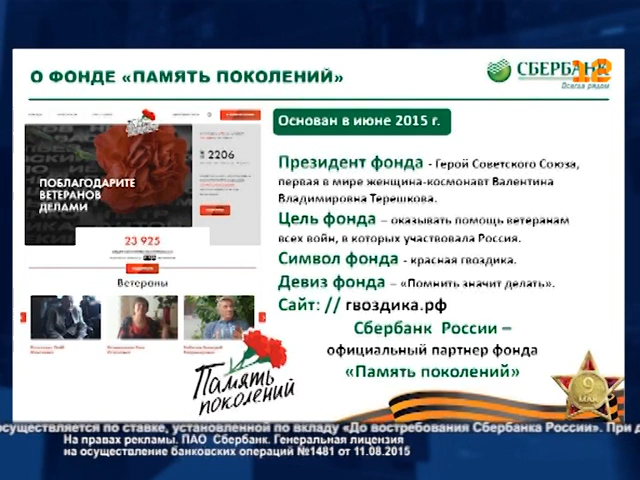 О ФОНДЕ «ПАМЯТЬ ПОКОЛЕНИЙ»
СБЕРБАНК
Всегда рядом
12
Основан в июне 2015 г.
2206
ПОБЛАГОДАРИТЕ
ВЕТЕРАНОВ
ДЕЛАМИ
23 925
Ветераны
Президент фонда - Герой Советского Союза,
первая в мире женщина-космонавт Валентина
Владимировна Терешкова.
Цель фонда – оказывать помощь ветеранам
всех войн, в которых участвовала Россия.
Символ фонда - красная гвоздика.
Девиз фонда – «Помнить значит делать».
Сайт: // гвоздика.рф
Сбербанк России –
официальный партнер фонда
«Память поколений»
Память
поколений
9
МАЯ
осуществляется по ставке, установленной по вкладу «До востребования Сбербанка России». При д
На правах рекламы. ПАО Сбербанк. Генеральная лицензия
на осуществление банковских операций №1481 от 11.08.2015